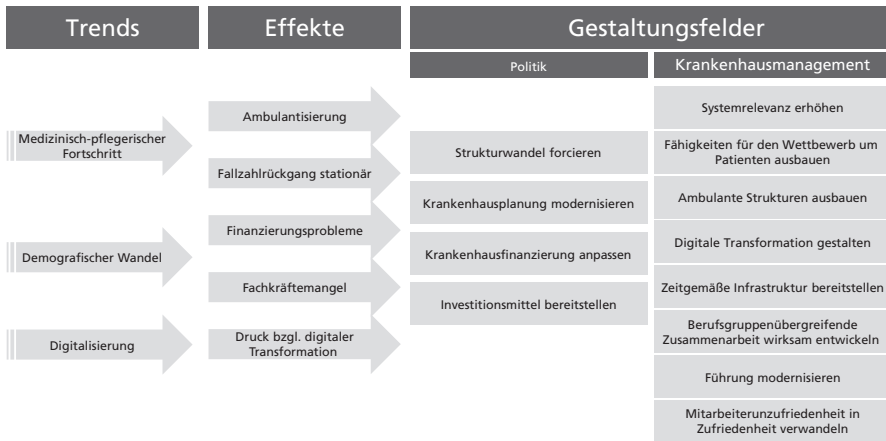 Trends
Effekte
Gestaltungsfelder
Politik
Krankenhausmanagement
Medizinisch-pflegerischer
Fortschritt
Demografischer Wandel
Digitalisierung
Ambulantisierung
Fallzahlrückgang stationär
Finanzierungsprobleme
Fachkräftemangel
Druck bzgl. digitaler
Transformation
Strukturwandel forcieren
Krankenhausplanung modernisieren
Krankenhausfinanzierung anpassen
Investitionsmittel bereitstellen
Systemrelevanz erhöhen
Fähigkeiten für den Wettbewerb um
Patienten ausbauen
Ambulante Strukturen ausbauen
Digitale Transformation gestalten
Zeitgemäße Infrastruktur bereitstellen
Berufsgruppenübergreifende
Zusammenarbeit wirksam entwickeln
Führung modernisieren
Mitarbeiterunzufriedenheit in
Zufriedenheit verwandeln